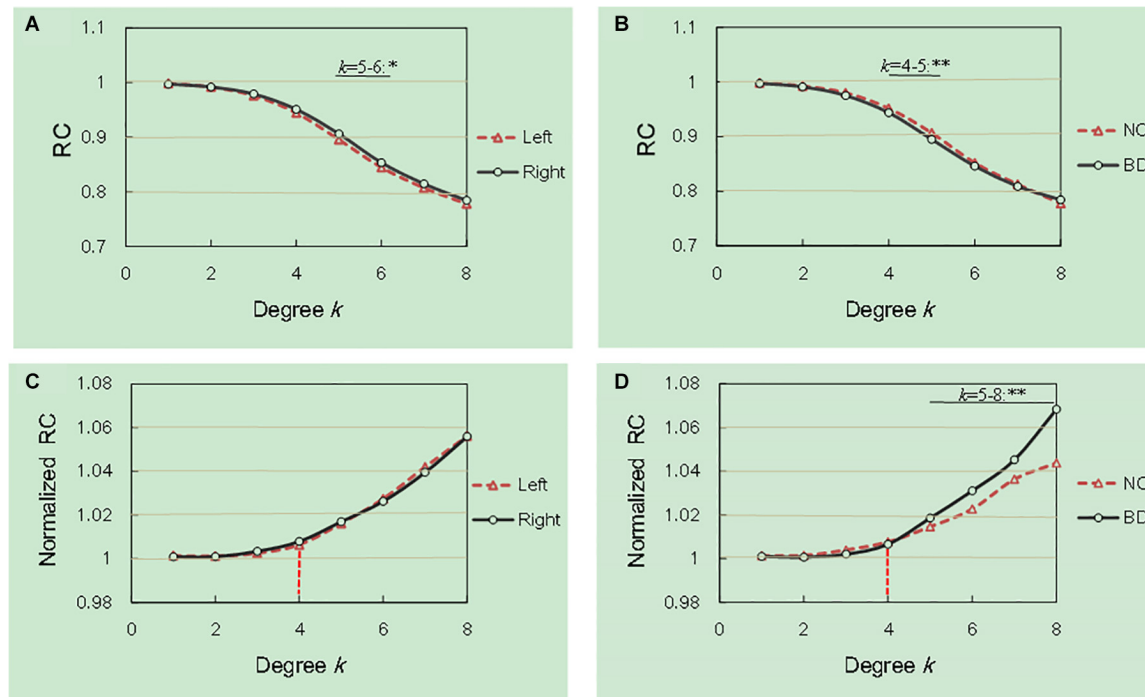 A
1.1
1
0.9
0.8
0.7
RC
k=5-6:*
0 2 4 6 8
Degree k
Left
Right
B
1.1
1
0.9
0.8
0.7
RC
k=4-5:**
0 2 4 6 8
Degree k
NC
BD
C
1.08
1.06
1.04
1.02
1
0.98
Normalized RC
0 2 4 6 8
Degree k
Left
Right
D
1.08
1.06
1.04
1.02
1
0.98
Normalized RC
k=5-8:**
0 2 4 6 8
Degree k
NC
BD